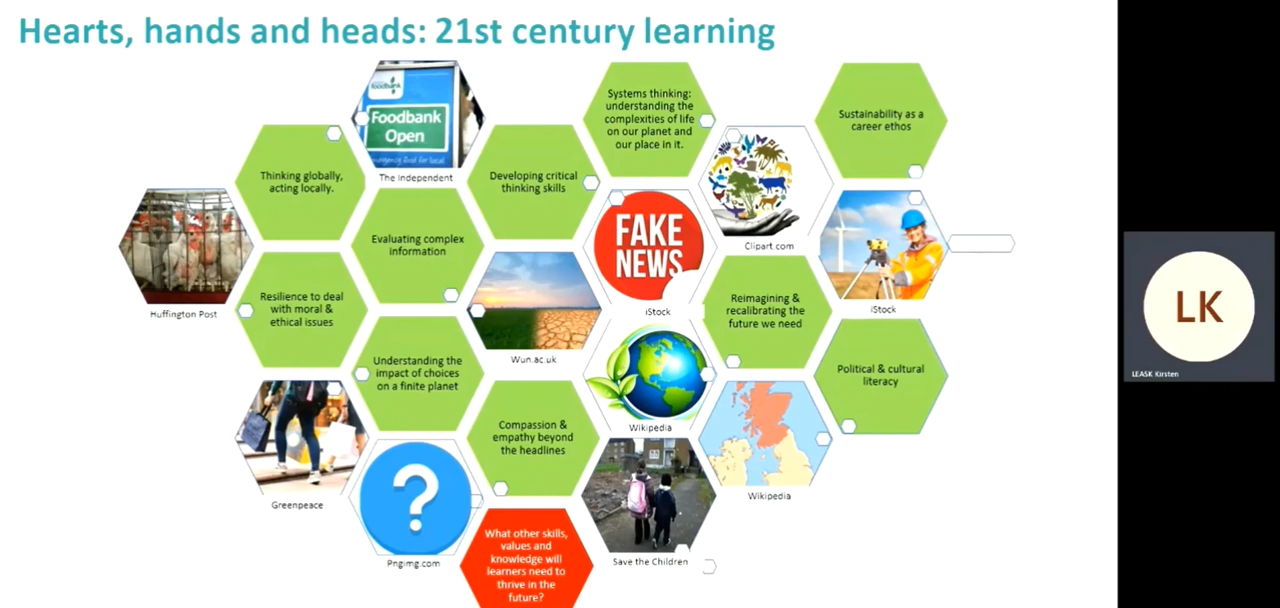 Hearts, hands and heads: 21st century learning
foodbank
Foodbank
Open
The Independent
Systems thinking:
understanding the
complexities of life
on our planet and
our place in it.
Sustainability as a
career ethos
Thinking globally,
acting locally.
Developing critical
thinking skills
Clipart.com
Huffington Post
Evaluating complex
information
FAKE
NEWS
iStock
iStock
Resilience to deal
with moral &
ethical issues
Wun.ac.uk
Reimagining &
recalibrating the
future we need
Understanding the
impact of choices
on a finite planet
Wikipedia
Political & cultural
literacy
Greenpeace
Compassion &
empathy beyond
the headlines
Wikipedia
?
Pngimg.com
What other skills,
values and
knowledge will
learners need to
thrive in the
future?
Save the Children
LK
LEASK Kirsten